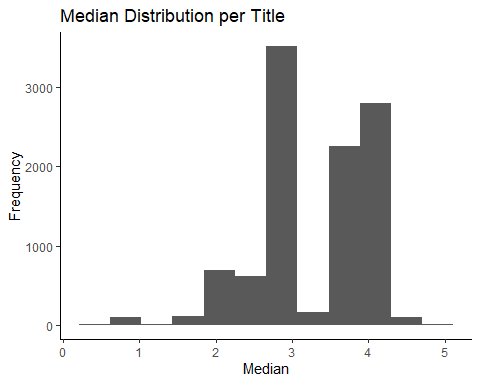 Median Distribution per Title
Frequency
3000
2000
1000
0
0 1 2 3 4 5
Median